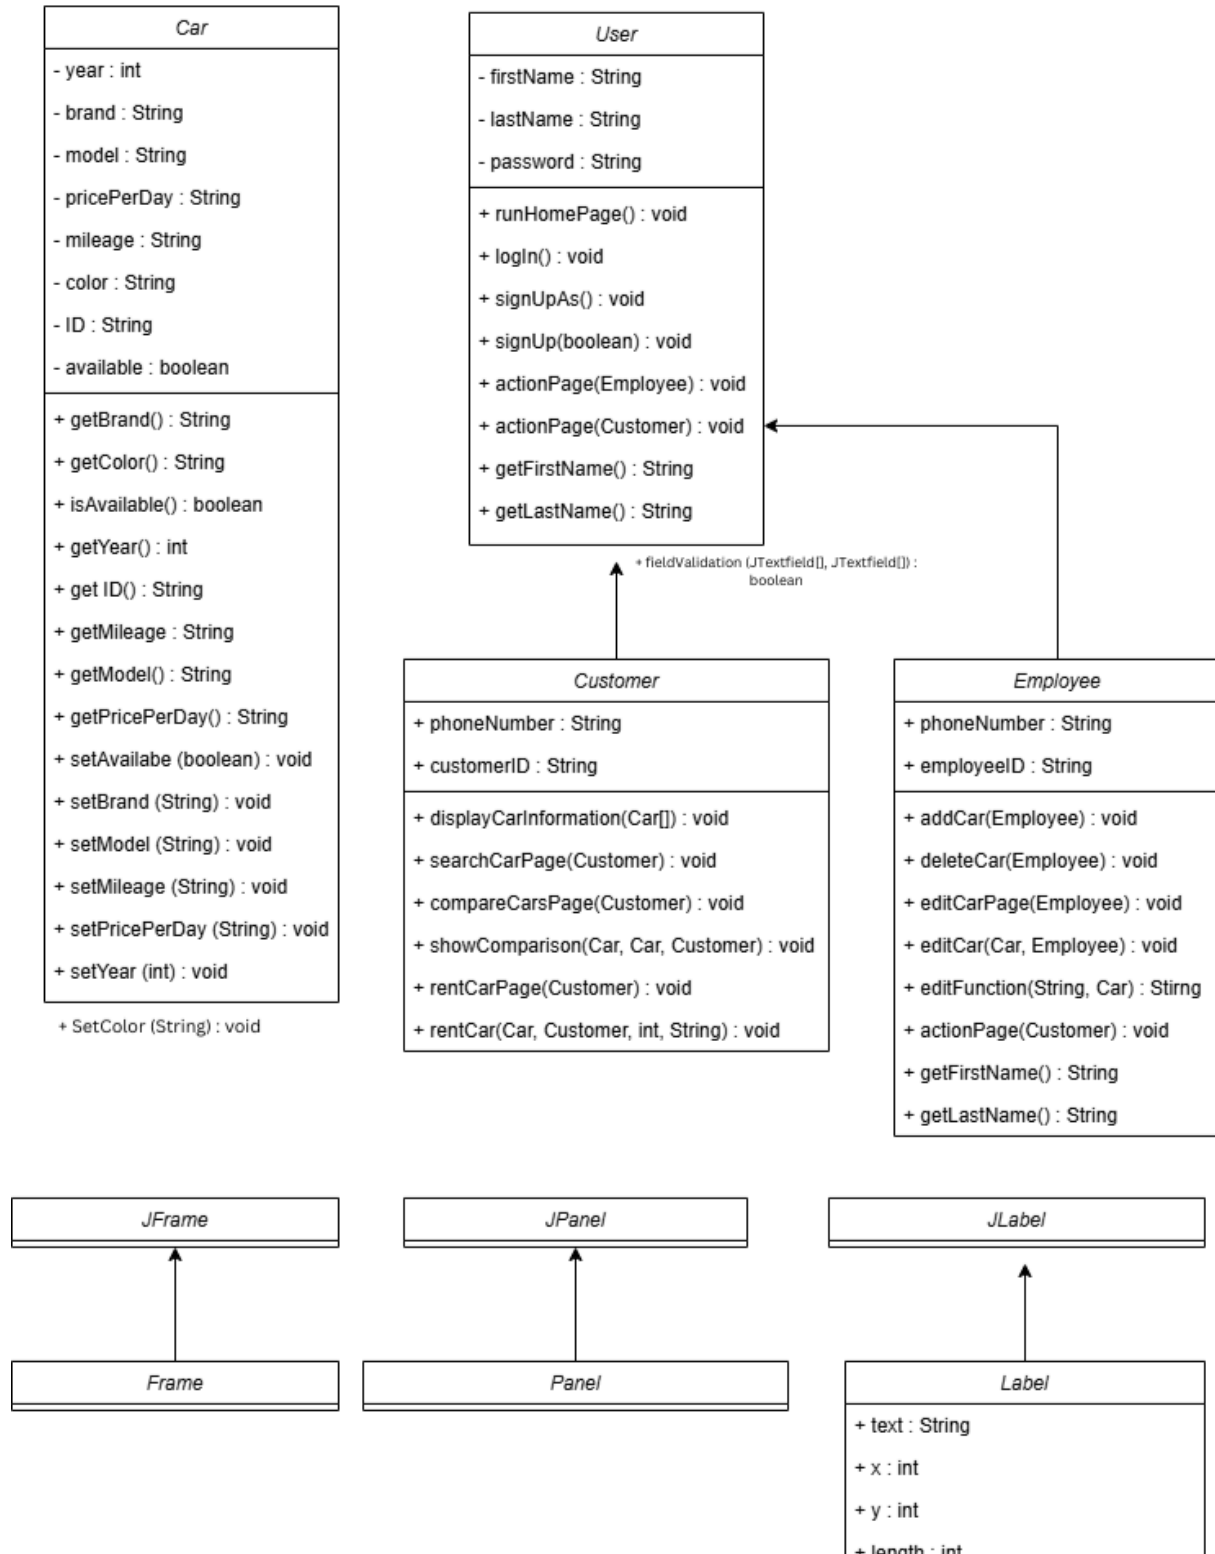 Car
- year : int
- brand : String
- model : String
- pricePerDay : String
- mileage : String
- color : String
- ID : String
- available : boolean
+ getBrand() : String
+ getColor() : String
+ isAvailable() : boolean
+ getYear() : int
+ get ID() : String
+ getMileage : String
+ getModel() : String
+ getPricePerDay() : String
+ setAvailabe (boolean) : void
+ setBrand (String) : void
+ setModel (String) : void
+ setMileage (String) : void
+ setPricePerDay (String) : void
+ setYear (int) : void
+ SetColor (String) : void
User
- firstName : String
- lastName : String
- password : String
+ runHomePage() : void
+ logIn() : void
+ signUpAs() : void
+ signUp(boolean) : void
+ actionPage(Employee) : void
+ actionPage(Customer) : void
+ getFirstName() : String
+ getLastName() : String
+ fieldValidation (JTextfield[], JTextfield[]) :
boolean
Customer
+ phoneNumber : String
+ customerID : String
+ displayCarInformation(Car[]) : void
+ searchCarPage(Customer) : void
+ compareCarsPage(Customer) : void
+ showComparison(Car, Car, Customer) : void
+ rentCarPage(Customer) : void
+ rentCar(Car, Customer, int, String) : void
Employee
+ phoneNumber : String
+ employeeID : String
+ addCar(Employee) : void
+ deleteCar(Employee) : void
+ editCarPage(Employee) : void
+ editCar(Car, Employee) : void
+ editFunction(String, Car) : Stirng
+ actionPage(Customer) : void
+ getFirstName() : String
+ getLastName() : String
JFrame
JPanel
JLabel
Frame
Panel
Label
+ text : String
+ x : int
+ y : int
+ length : int